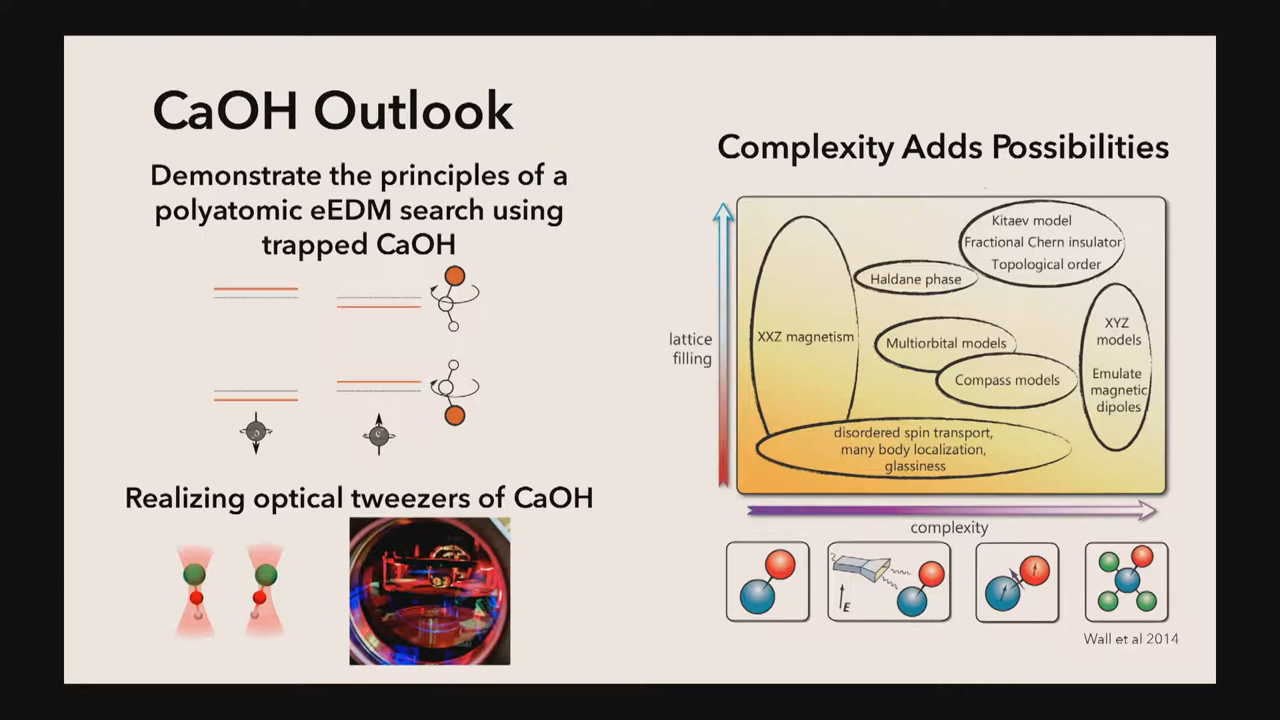 CaOH Outlook
Demonstrate the principles of a
polyatomic eEDM search using
trapped CaOH
Realizing optical tweezers of CaOH
Complexity Adds Possibilities
lattice
filling
XXZ magnetism
Kitaev model
Fractional Chern insulator
Topological order
Haldane phase
Multiorbital models
Compass models
XYZ
models
Emulate
magnetic
dipoles
disordered spin transport,
many body localization,
glassiness
complexity
E
Wall et al 2014